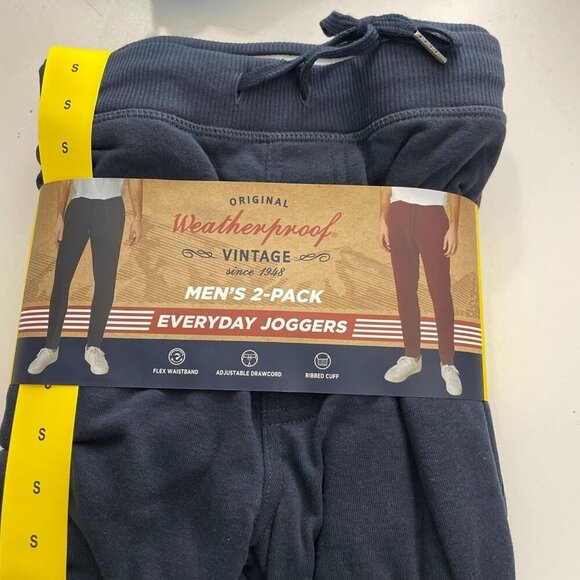 S
S
S
ORIGINAL
Weatherproof®
VINTAGE
since 1948
MEN'S 2-PACK
EVERYDAY JOGGERS
FLEX WAISTBAND
ADJUSTABLE DRAWCORD
RIBBED CUFF
S
S
S
S